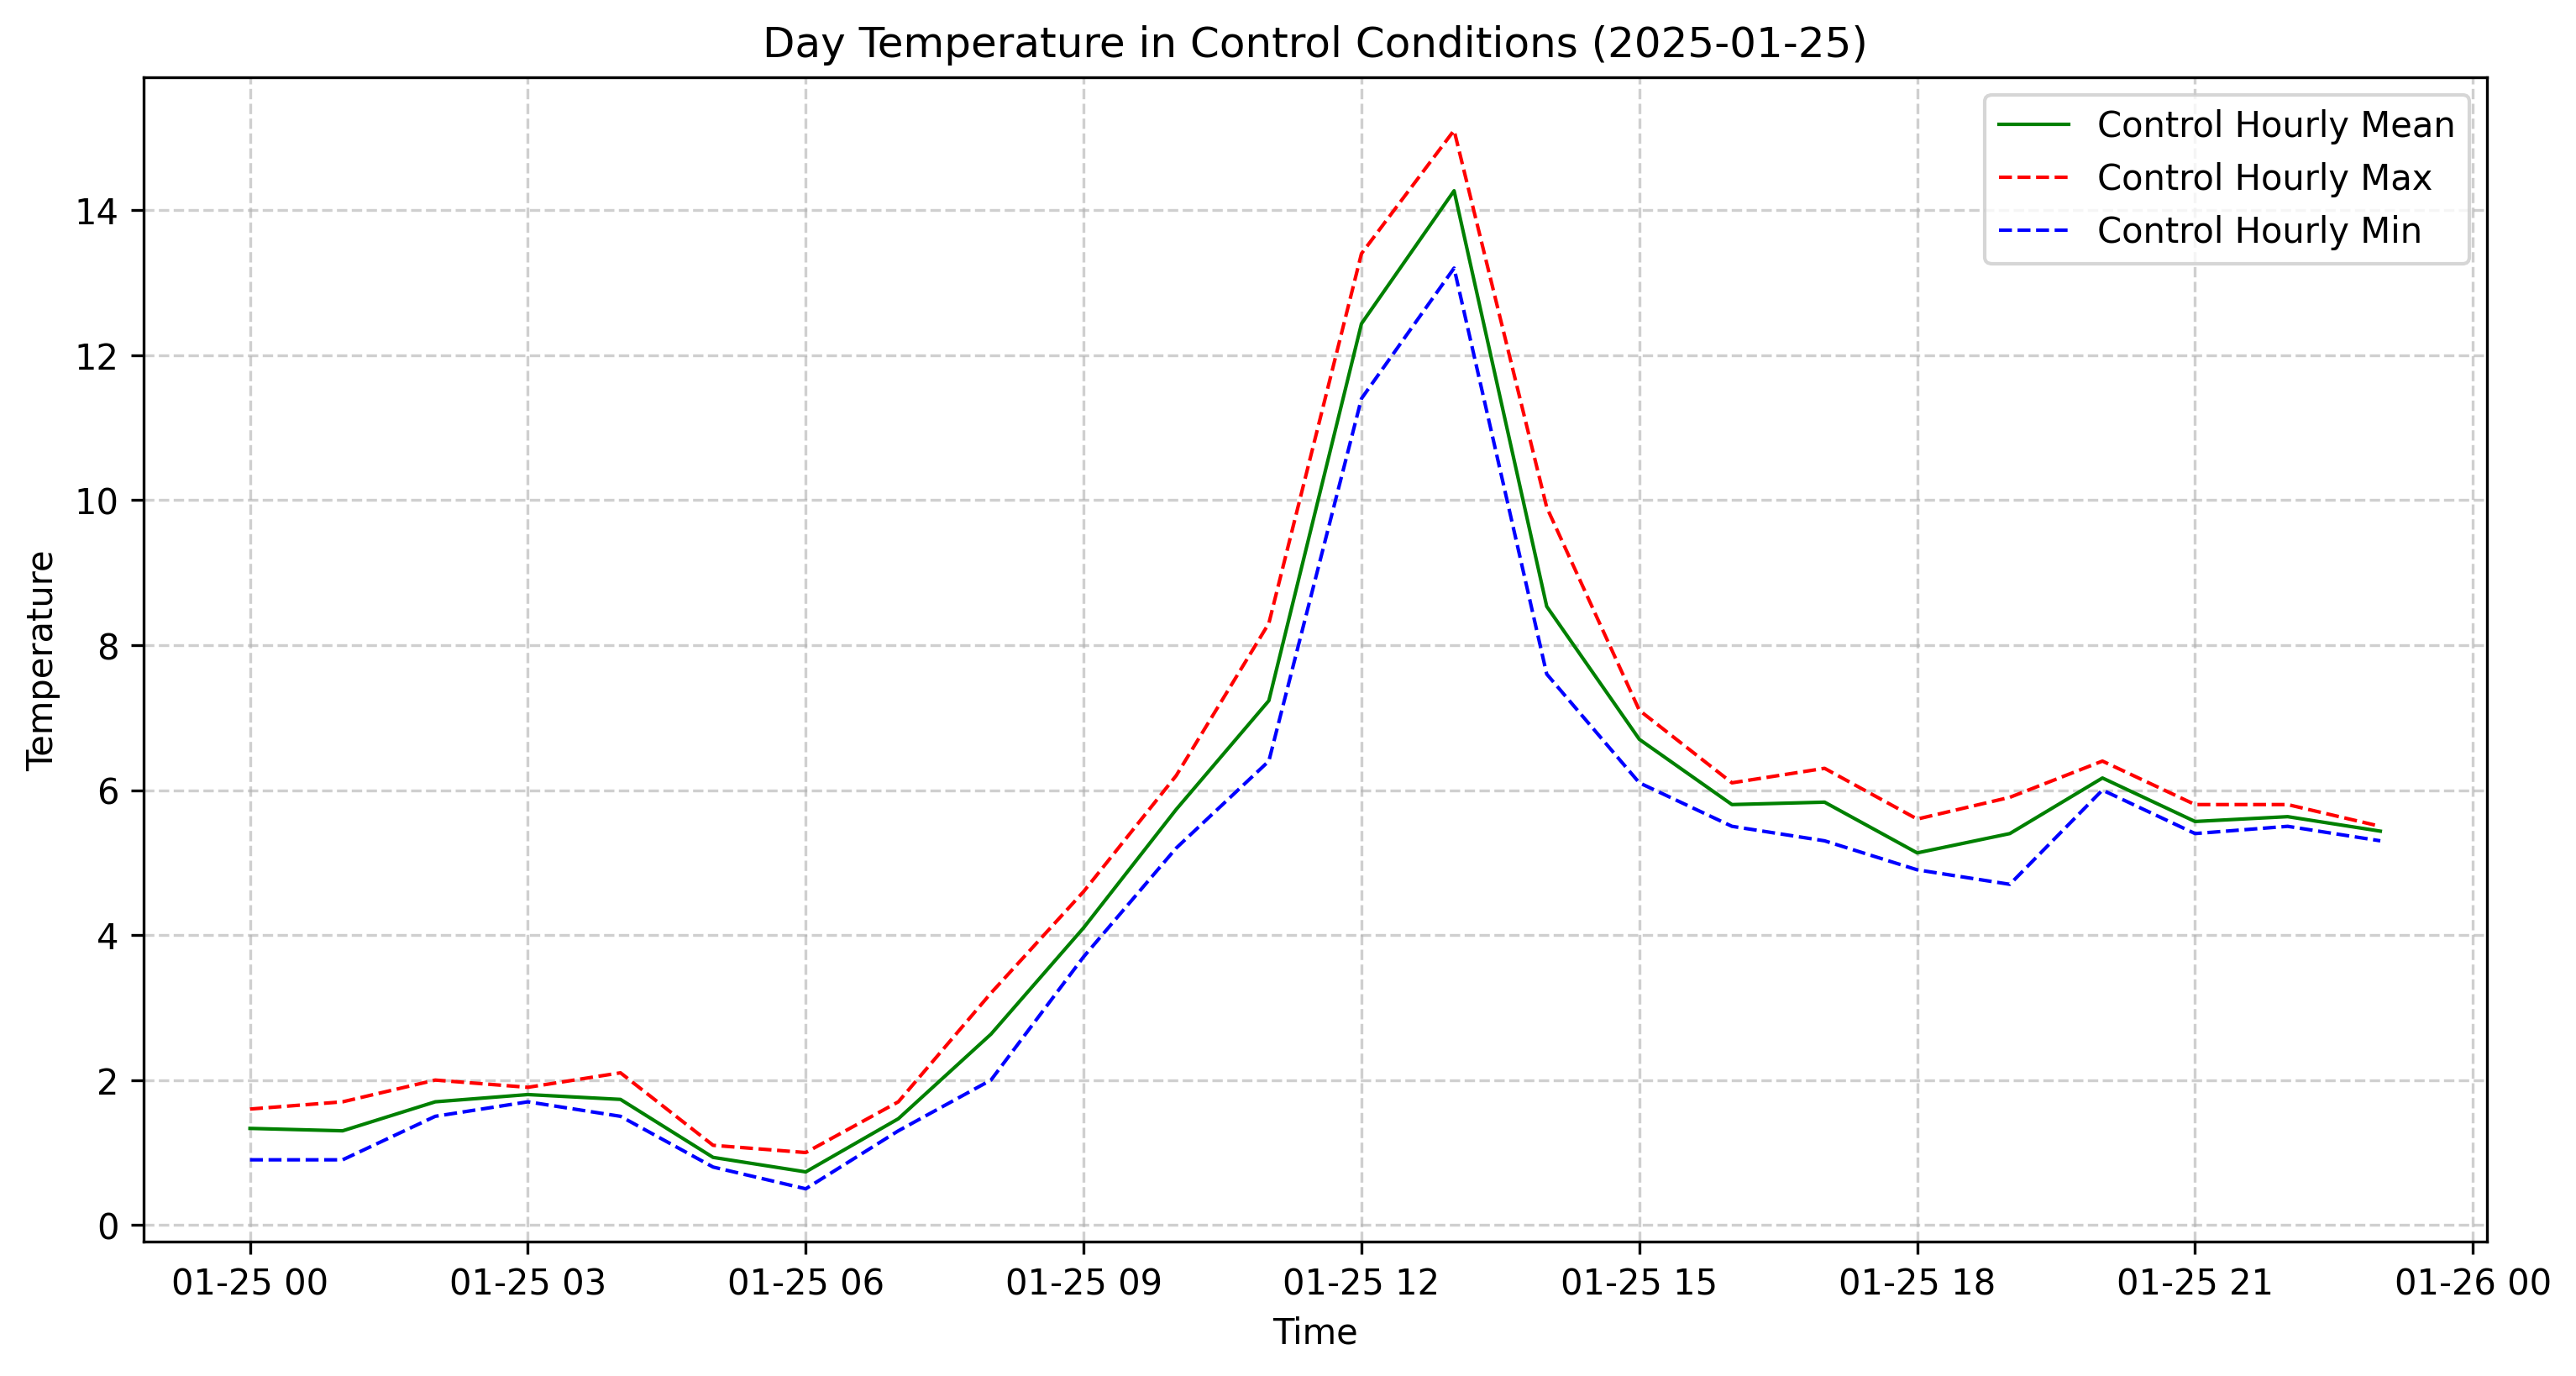 Day Temperature in Control Conditions (2025-01-25)
Control Hourly Mean
Control Hourly Max
Control Hourly Min
Temperature
14
12
10
8
6
4
2
0
01-25 00 01-25 03 01-25 06 01-25 09 01-25 12 01-25 15 01-25 18 01-25 21 01-26 00
Time